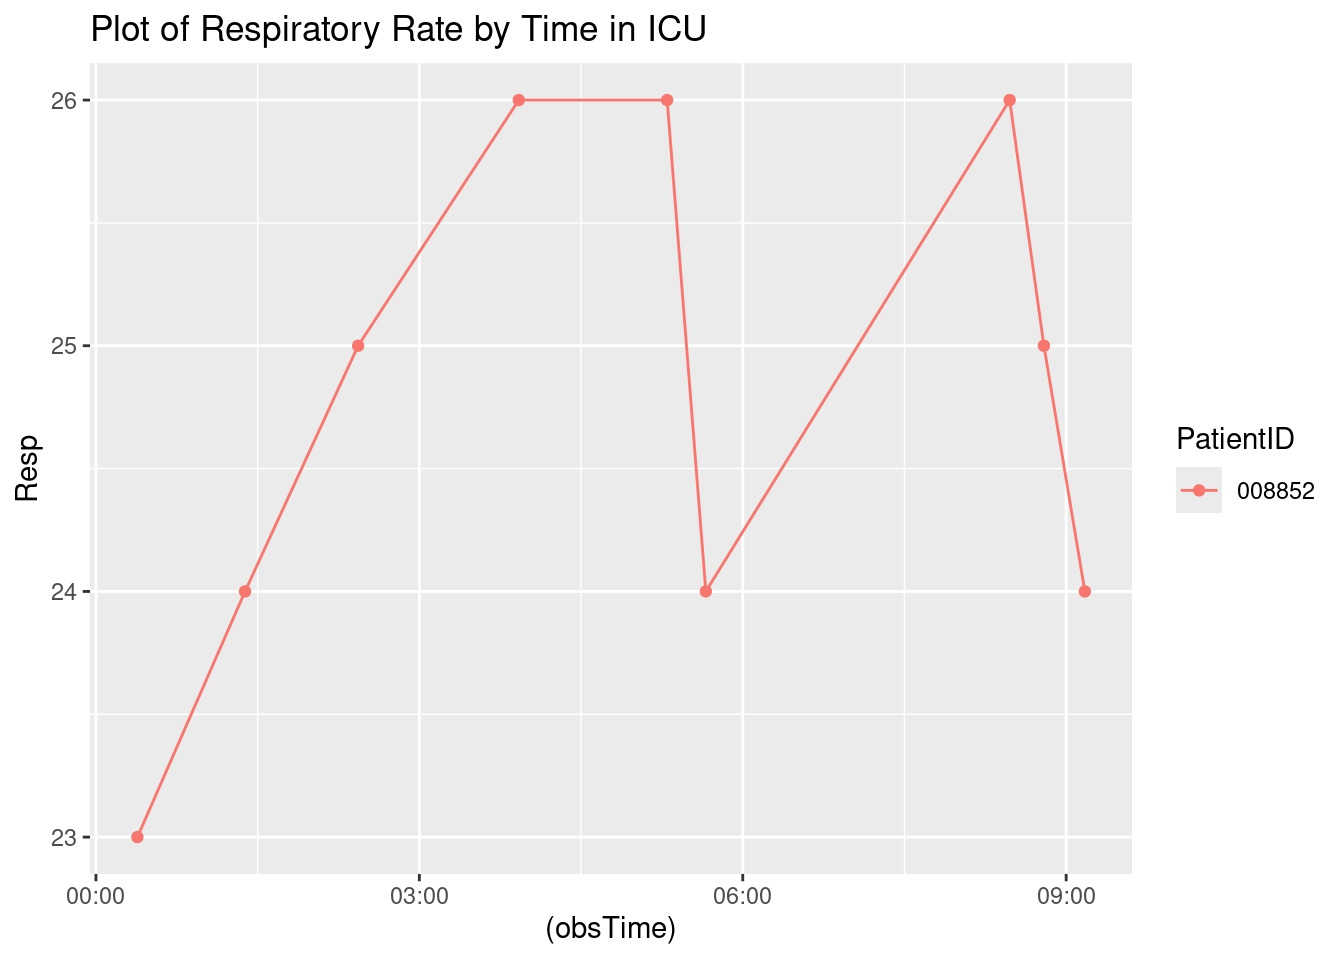 Plot of Respiratory Rate by Time in ICU
26
25
24
23
Resp
00:00 03:00 06:00 09:00
(obsTime)
PatientID
008852